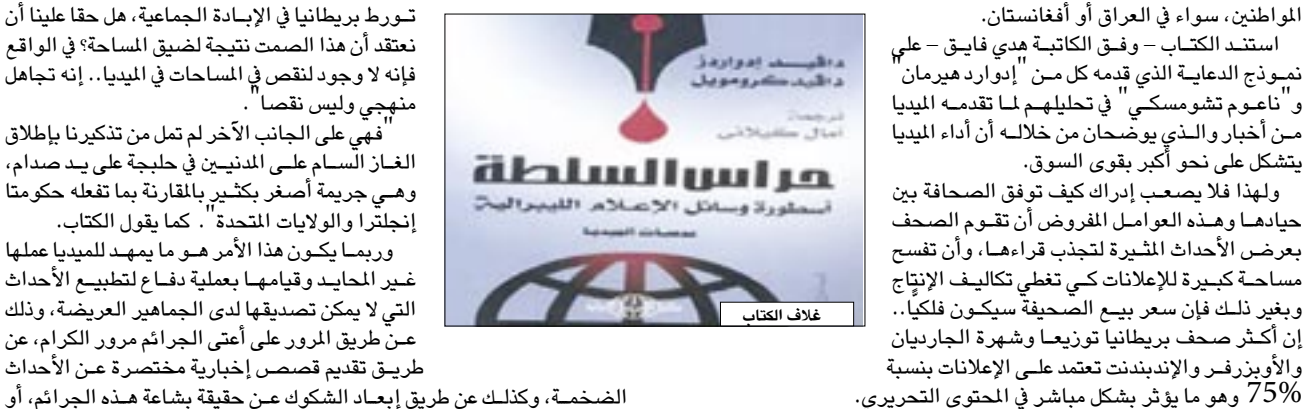 المواطنين، سواء في العراق أو أفغانستان.
استند الكتاب – وفق الكاتبة هدي فايق – علي
نموذج الدعاية الذي قدمه كل من "إدوارد هيرمان"
و"ناعوم تشومسكي" في تحليلهم لما تقدمه الميديا
من أخبار والذي يوضحان من خلاله أن أداء الميديا
يتشكل على نحو أكبر بقوى السوق.
ولهذا فلا يصعب إدراك كيف توفق الصحافة بين
حيادها وهذه العوامل المفروض أن تقوم الصحف
بعرض الأحداث المثيرة لتجذب قراءها، وأن تفسح
مساحة كبيرة للإعلانات كي تغطي تكاليف الإنتاج
وبغير ذلك فإن سعر بيع الصحيفة سيكون فلكياً..
إن أكثر صحف بريطانيا توزيعا وشهرة الجارديان
والأوبزرفر والإندبندنت تعتمد على الإعلانات بنسبة
75% وهو ما يؤثر بشكل مباشر في المحتوى التحريري.
دافيد إدواردز
دافيد كرومويل
ترجمة
آمال كيلانى
حراس السلطة
أسطورة وسائل الإعلام الليبرالية
عدسات الميديا
غلاف الكتاب
تورط بريطانيا في الإبادة الجماعية، هل حقا علينا أن
نعتقد أن هذا الصمت نتيجة لضيق المساحة؟ في الواقع
فإنه لا وجود لنقص في المساحات في الميديا.. إنه تجاهل
منهجي وليس نقصا".
"فهي على الجانب الآخر لم تمل من تذكيرنا بإطلاق
الغاز السام على المدنيين في حلبجة على يد صدام،
وهي جريمة أصغر بكثير بالمقارنة بما تفعله حكومتا
إنجلترا والولايات المتحدة". كما يقول الكتاب.
وربما يكون هذا الأمر هو ما يمهد للميديا عملها
غير المحايد وقيامها بعملية دفاع لتطبيع الأحداث
التي لا يمكن تصديقها لدى الجماهير العريضة، وذلك
عن طريق المرور على أعتى الجرائم مرور الكرام، عن
طريق تقديم قصص إخبارية مختصرة عن الأحداث
الضخمة، وكذلك عن طريق إبعاد الشكوك عن حقيقة بشاعة هذه الجرائم، أو